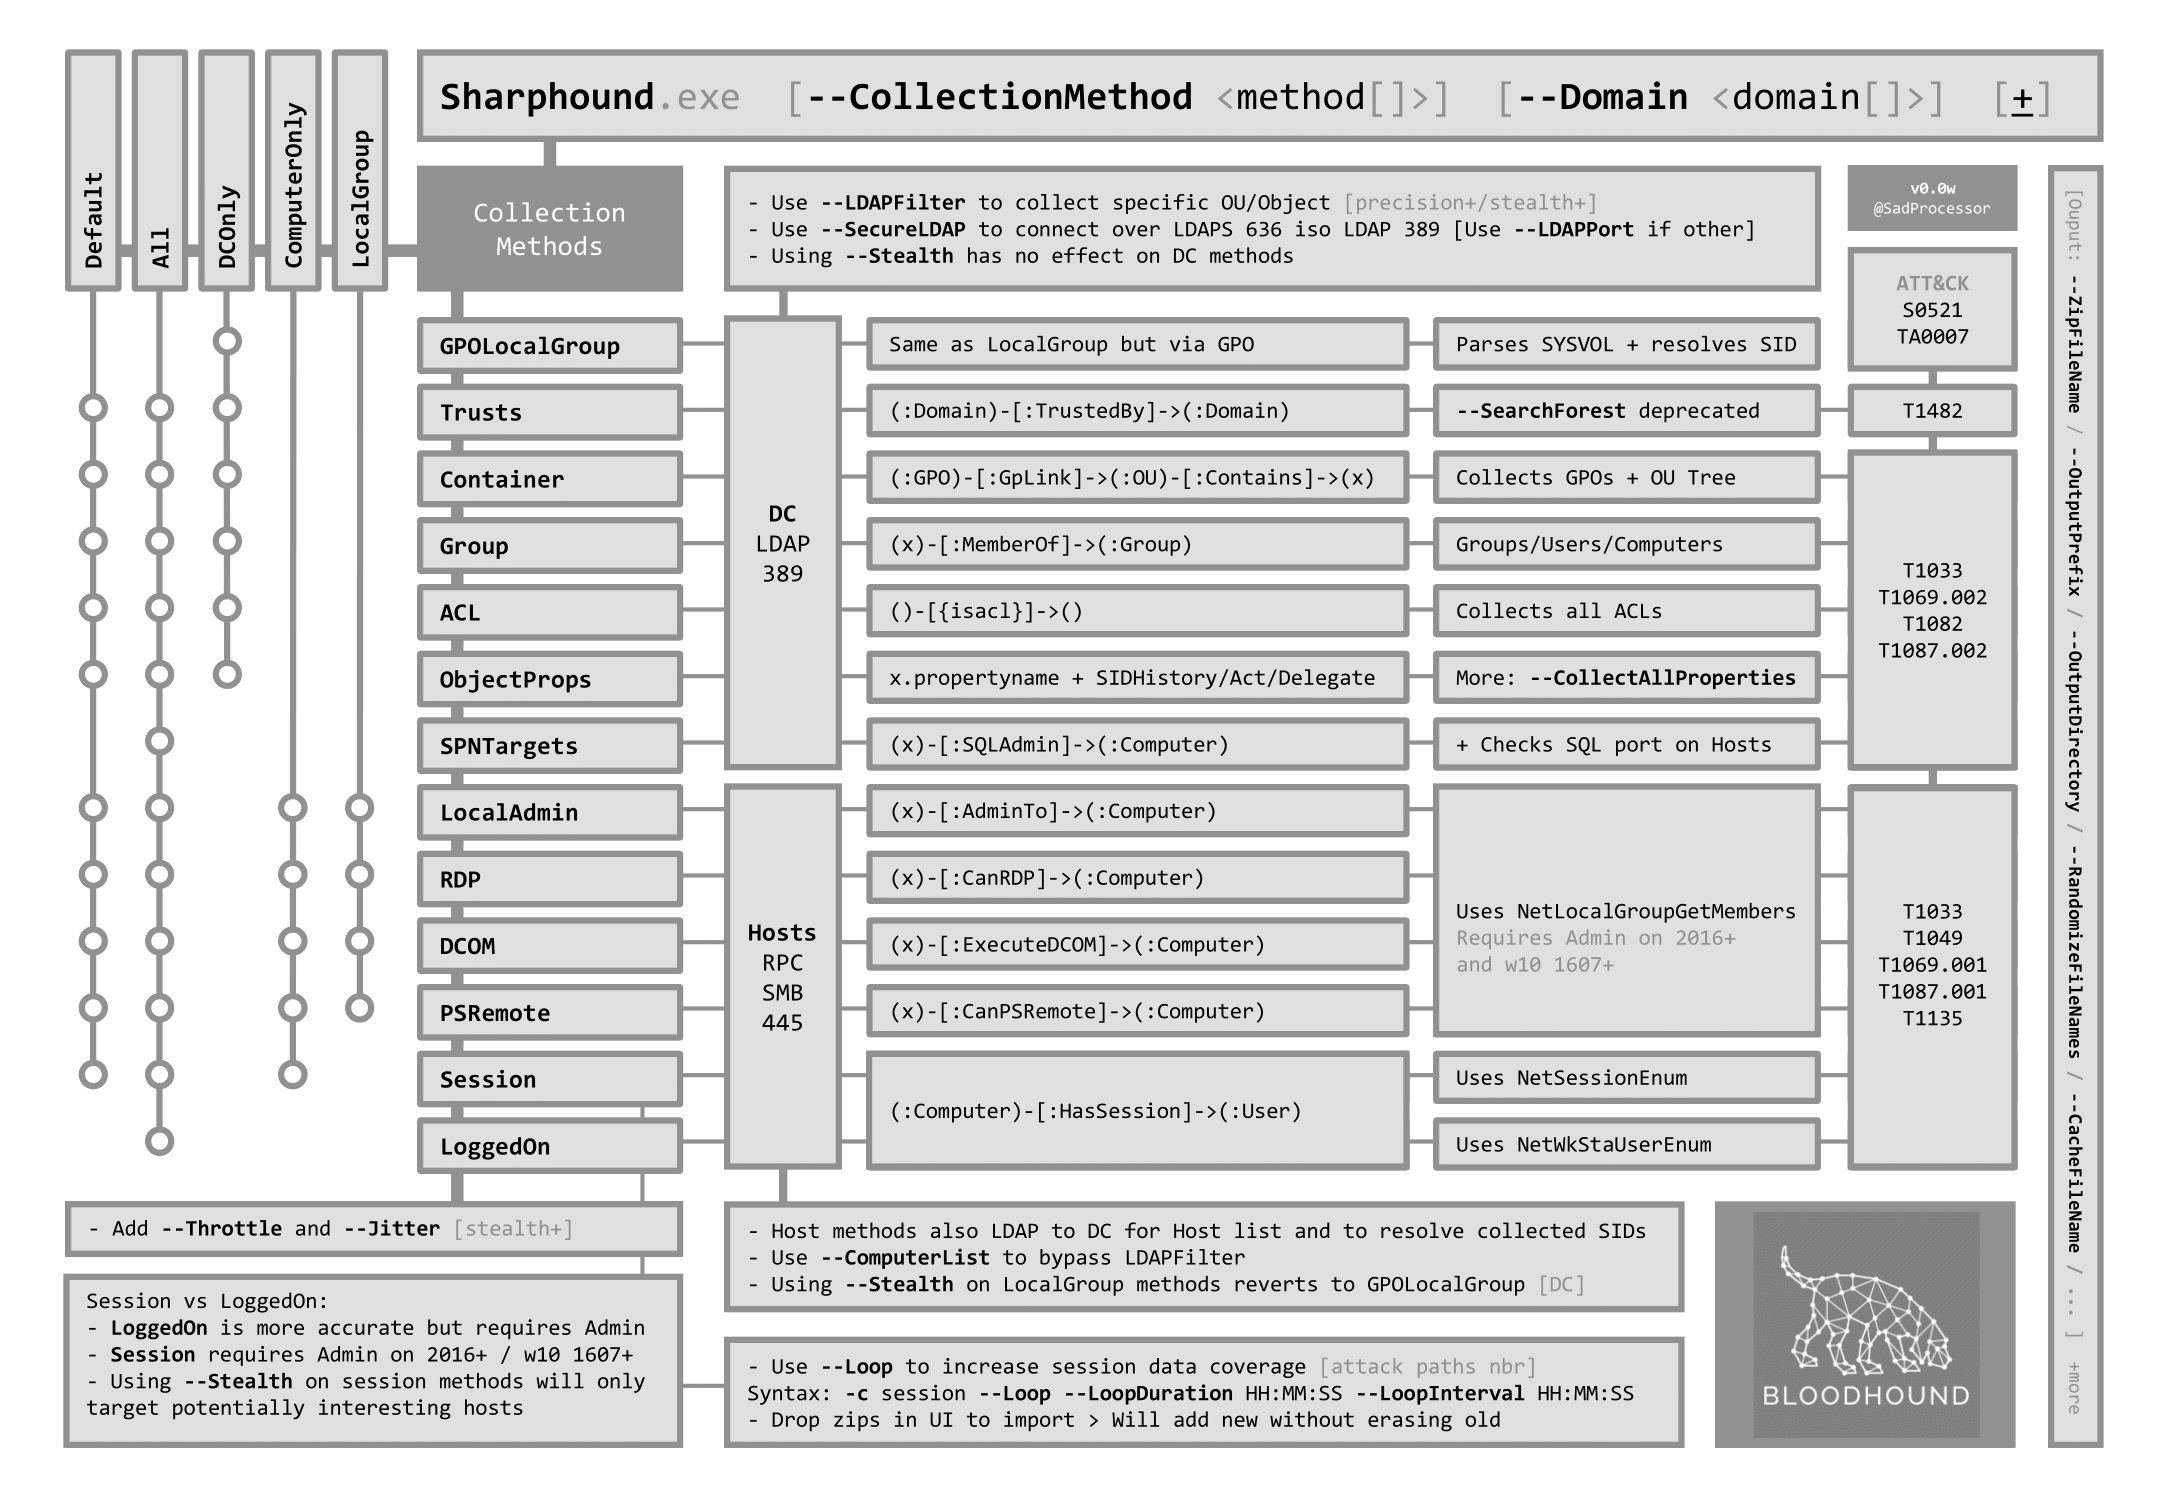 Default
All
DCOnly
ComputerOnly
LocalGroup
Sharphound.exe [--CollectionMethod <method[]>] [--Domain <domain[]>] [+]
Collection
Methods
- Use --LDAPFilter to collect specific OU/Object [precision+/stealth+]
- Use --SecureLDAP to connect over LDAPS 636 iso LDAP 389 [Use --LDAPPort if other]
- Using --Stealth has no effect on DC methods
v0.0w
@SadProcessor
ATT&CK
S0521
TA0007
GPOLocalGroup
Same as LocalGroup but via GPO
Parses SYSVOL + resolves SID
Trusts
(:Domain)-[:TrustedBy]->(:Domain)
--SearchForest deprecated
T1482
Container
(:GPO)-[:GpLink]->(:OU)-[:Contains]->(x)
Collects GPOs + OU Tree
Group
(x)-[:MemberOf]->(:Group)
Groups/Users/Computers
ACL
()-[{isacl}]->()
Collects all ACLs
ObjectProps
x.propertyname + SIDHistory/Act/Delegate
More: --CollectAllProperties
SPNTargets
(x)-[:SQLAdmin]->(:Computer)
+ Checks SQL port on Hosts
DC
LDAP
389
T1033
T1069.002
T1082
T1087.002
LocalAdmin
(x)-[:AdminTo]->(:Computer)
RDP
(x)-[:CanRDP]->(:Computer)
DCOM
(x)-[:ExecuteDCOM]->(:Computer)
PSRemote
(x)-[:CanPSRemote]->(:Computer)
Uses NetLocalGroupGetMembers
Requires Admin on 2016+
and w10 1607+
Session
Uses NetSessionEnum
(:Computer)-[:HasSession]->(:User)
LoggedOn
Uses NetWkStaUserEnum
Hosts
RPC
SMB
445
T1033
T1049
T1069.001
T1087.001
T1135
- Add --Throttle and --Jitter [stealth+]
Session vs LoggedOn:
- LoggedOn is more accurate but requires Admin
- Session requires Admin on 2016+ / w10 1607+
- Using --Stealth on session methods will only
target potentially interesting hosts
- Host methods also LDAP to DC for Host list and to resolve collected SIDs
- Use --ComputerList to bypass LDAPFilter
- Using --Stealth on LocalGroup methods reverts to GPOLocalGroup [DC]
- Use --Loop to increase session data coverage [attack paths nbr]
Syntax: -c session --Loop --LoopDuration HH:MM:SS --LoopInterval HH:MM:SS
- Drop zips in UI to import > Will add new without erasing old
BLOODHOUND
[Ouput: --ZipFileName / --OutputPrefix / --OutputDirectory / --RandomizeFileNames / --CacheFileName / ... ] +more